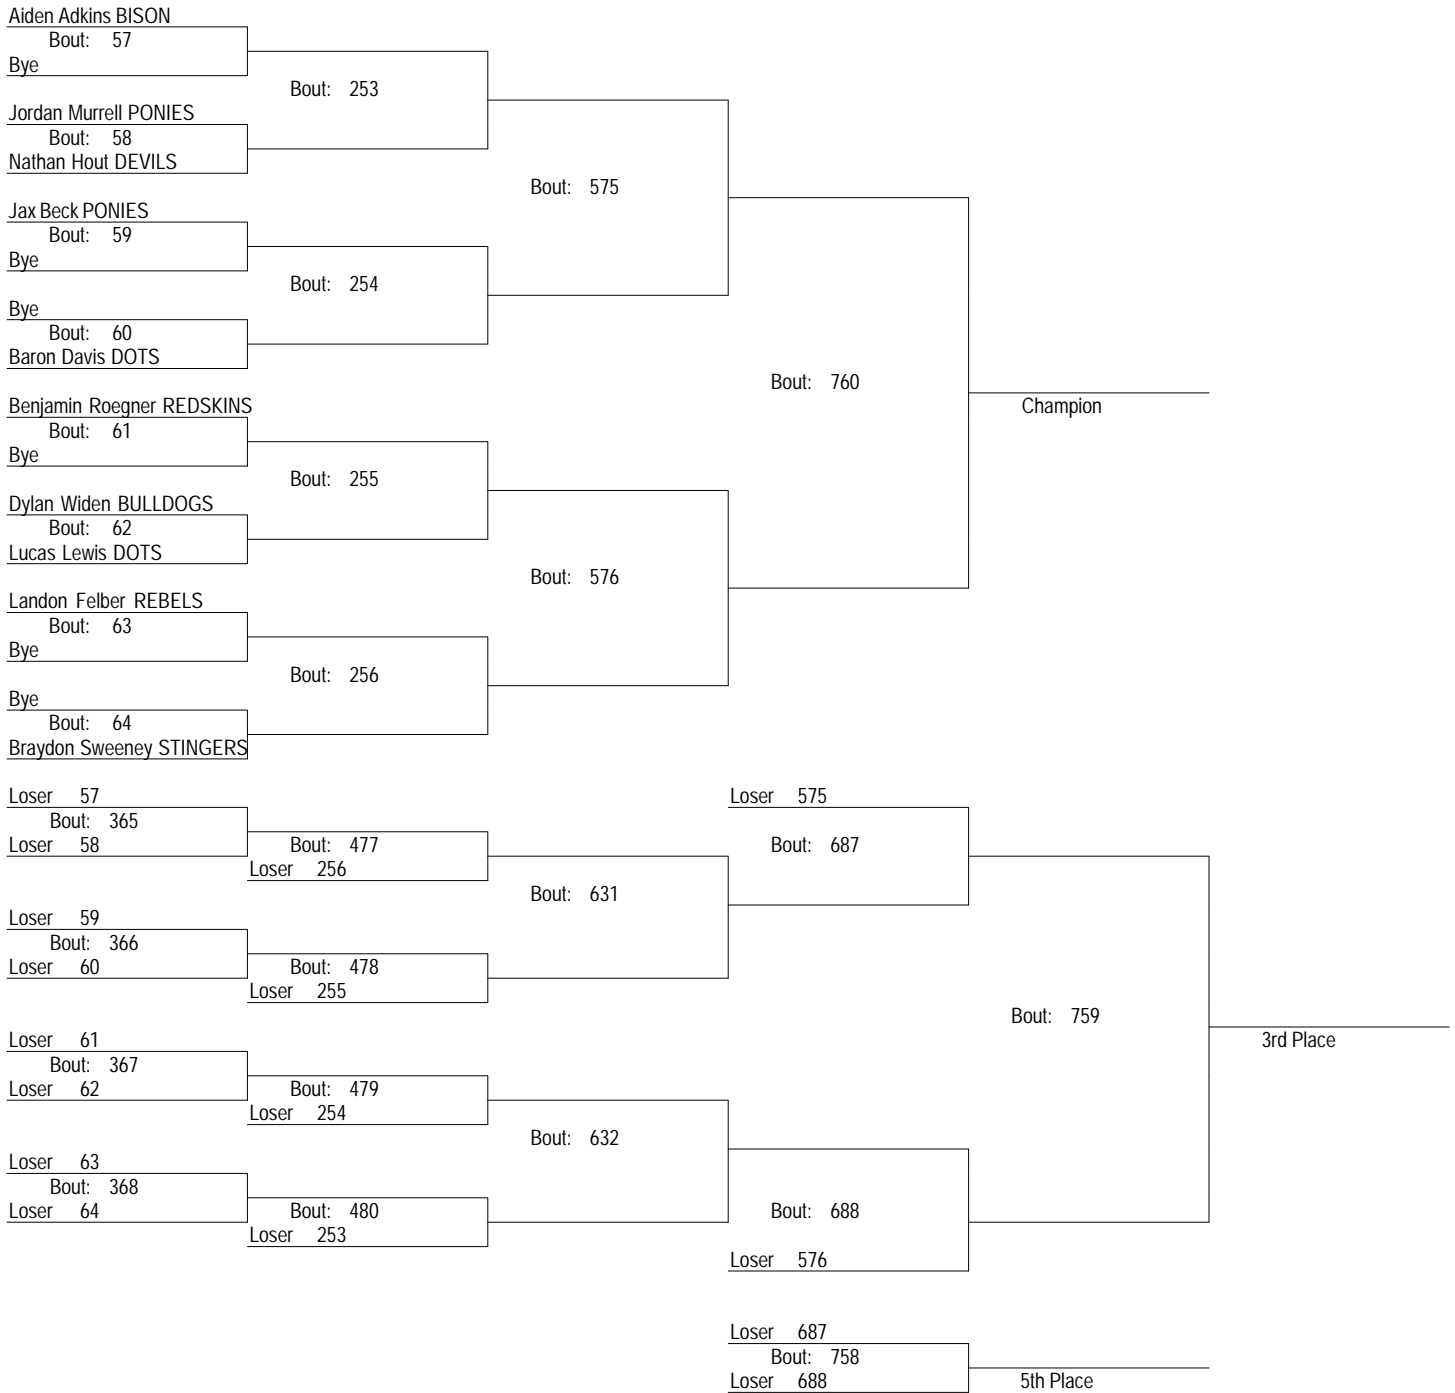 Aiden Adkins BISON
Bout: 57
Bye
Bout: 253
Jordan Murrell PONIES
Bout: 58
Nathan Hout DEVILS
Bout: 575
Jax Beck PONIES
Bout: 59
Bye
Bout: 254
Bye
Bout: 60
Baron Davis DOTS
Bout: 760
Champion
Benjamin Roegner REDSKINS
Bout: 61
Bye
Bout: 255
Dylan Widen BULLDOGS
Bout: 62
Lucas Lewis DOTS
Bout: 576
Landon Felber REBELS
Bout: 63
Bye
Bout: 256
Bye
Bout: 64
Braydon Sweeney STINGERS
Loser 57
Bout: 365
Loser 58
Bout: 477
Loser 256
Bout: 631
Loser 575
Bout: 687
Loser 59
Bout: 366
Loser 60
Bout: 478
Loser 255
Bout: 759
3rd Place
Loser 61
Bout: 367
Loser 62
Bout: 479
Loser 254
Bout: 632
Loser 63
Bout: 368
Loser 64
Bout: 480
Loser 253
Bout: 688
Loser 576
Loser 687
Bout: 758
Loser 688
5th Place